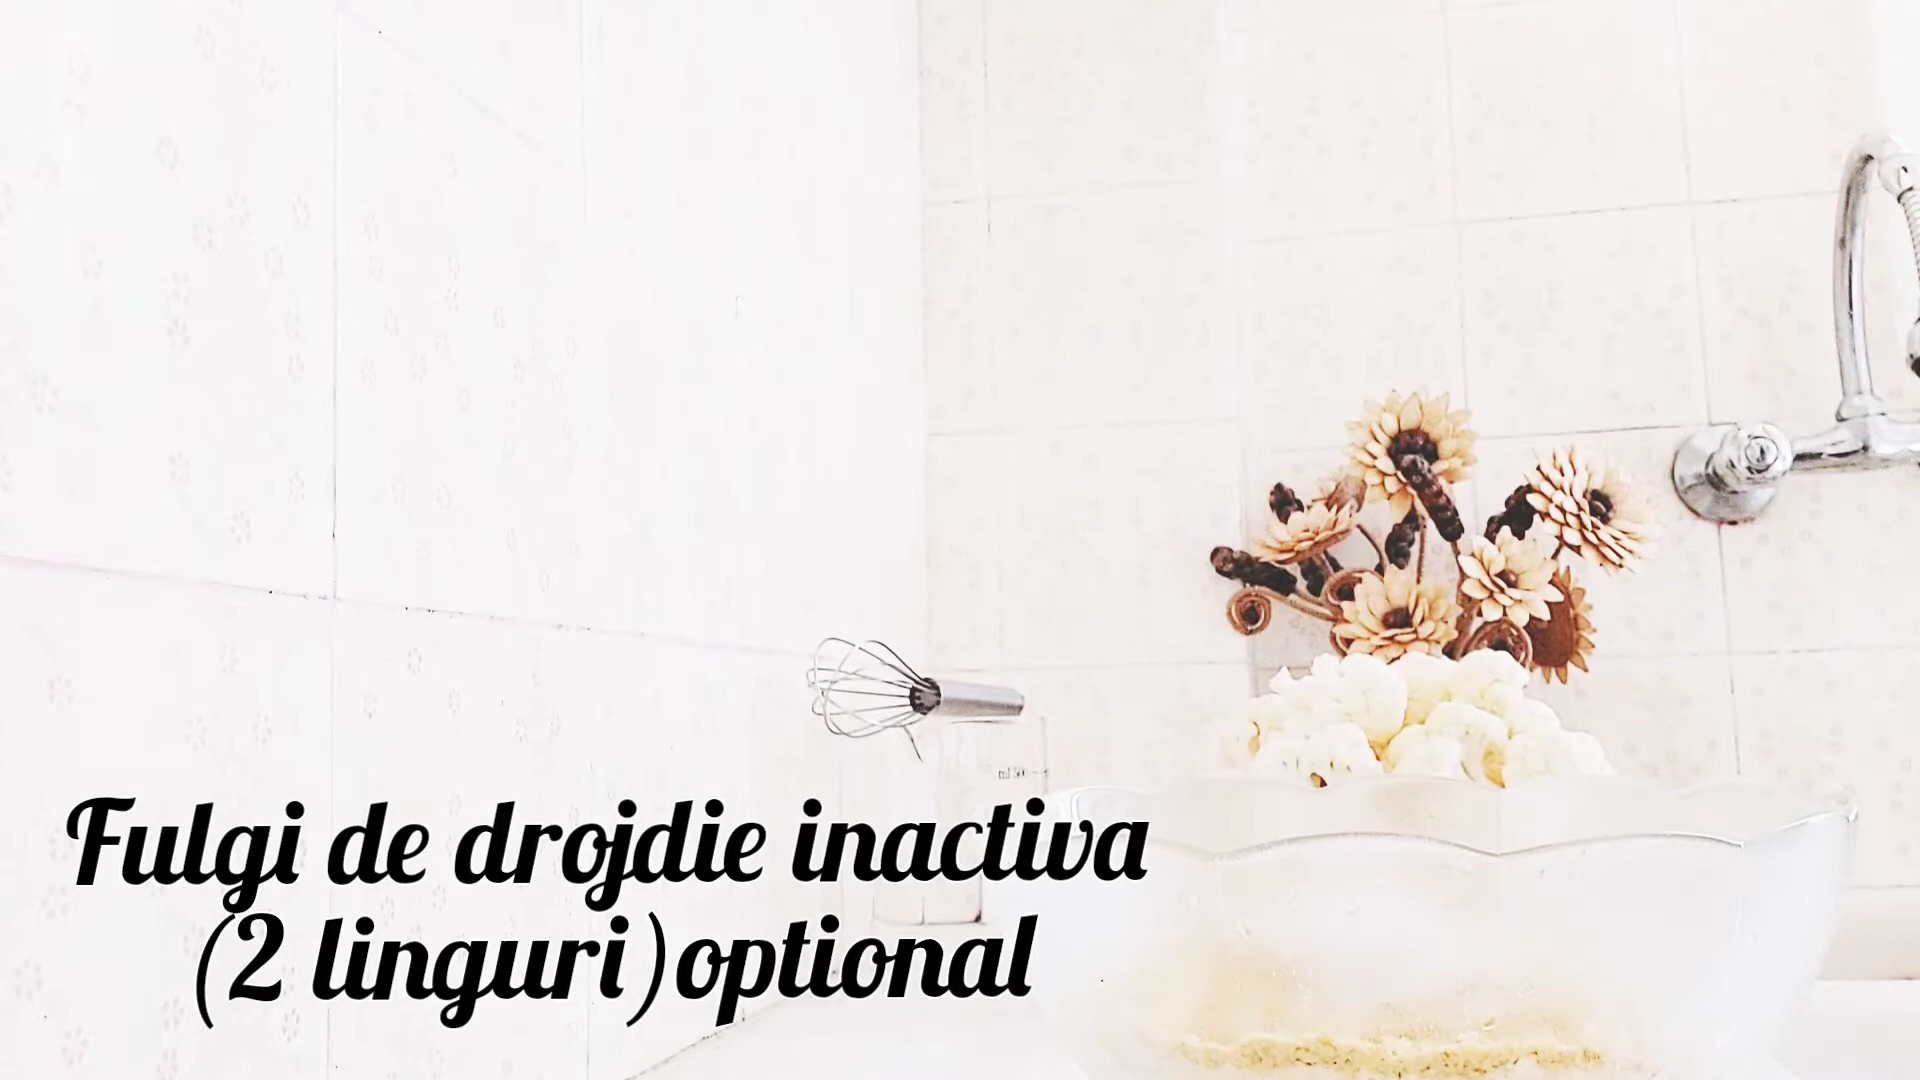 Fulgi de drojdie inactiva
(2 linguri)optional